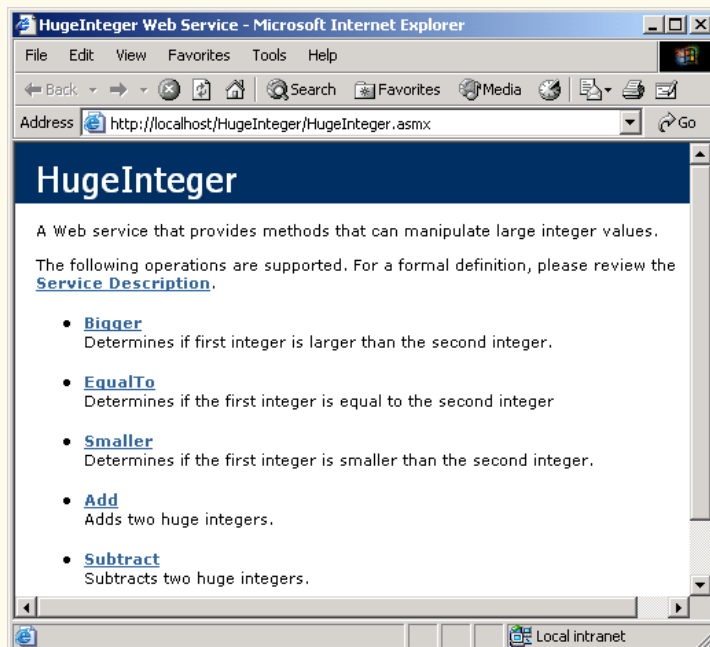 HugeInteger Web Service - Microsoft Internet Explorer
File Edit View Favorites Tools Help
Back Search Favorites Media
Address http://localhost/HugeInteger/HugeInteger.asmx Go
HugeInteger
A Web service that provides methods that can manipulate large integer values.
The following operations are supported. For a formal definition, please review the
Service Description.
Bigger
Determines if first integer is larger than the second integer.
EqualTo
Determines if the first integer is equal to the second integer
Smaller
Determines if the first integer is smaller than the second integer.
Add
Adds two huge integers.
Subtract
Subtracts two huge integers.
Local intranet